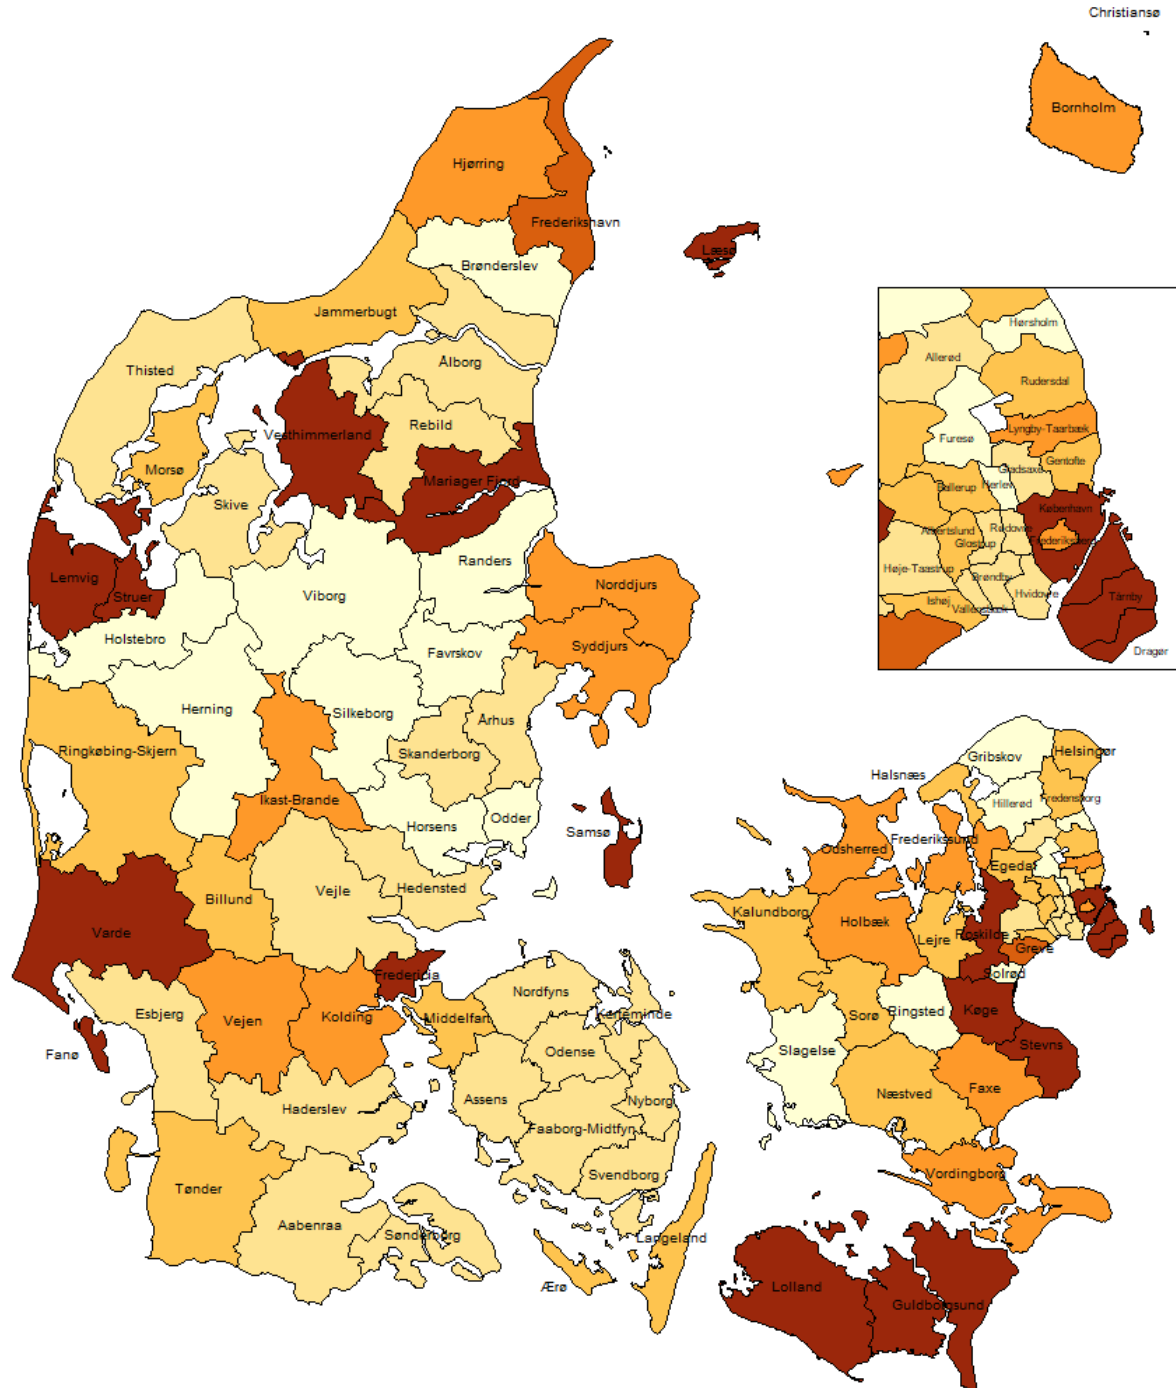 Christiansø
Bornholm
Hjørring
Frederikshavn
Læsø
Brønderslev
Jammerbugt
Thisted
Ålborg
Rebild
Vesthimmerland
Morsø
Mariager Fjord
Skive
Lemvig
Struer
Randers
Norddjurs
Viborg
Holstebro
Favrskov
Syddjurs
Herning
Silkeborg
Århus
Ringkøbing-Skjern
Skanderborg
Ikast-Brande
Horsens
Odder
Samsø
Billund
Vejle
Hedensted
Varde
Fredericia
Esbjerg
Vejen
Kolding
Middelfart
Nordfyns
Kerteminde
Fanø
Odense
Haderslev
Assens
Nyborg
Faaborg-Midtfyn
Svendborg
Tønder
Aabenraa
Sønderborg
Langeland
Ærø
Hørsholm
Allerød
Rudersdal
Lyngby-Taarbæk
Furesø
Gentofte
Gladsaxe
Herlev
Ballerup
København
Albertslund
Rødovre
Glostrup
Frederiksberg
Høje-Taastrup
Brøndby
Hvidovre
Tårnby
Ishøj
Vallensbæk
Dragør
Gribskov
Helsingør
Halsnæs
Hillerød
Fredensborg
Frederikssund
Odsherred
Egedal
Kalundborg
Holbæk
Lejre
Roskilde
Greve
Solrød
Sorø
Ringsted
Køge
Slagelse
Stevns
Næstved
Faxe
Vordingborg
Lolland
Guldborgsund